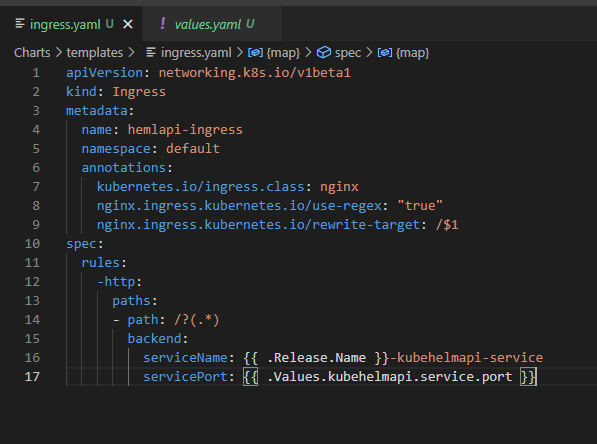 ingress.yaml U
! values.yaml U
Charts > templates > ingress.yaml > {map} > spec > {map}
1 apiVersion: networking.k8s.io/v1beta1
2 kind: Ingress
3 metadata:
4   name: hemlapi-ingress
5   namespace: default
6   annotations:
7     kubernetes.io/ingress.class: nginx
8     nginx.ingress.kubernetes.io/use-regex: "true"
9     nginx.ingress.kubernetes.io/rewrite-target: /$1
10 spec:
11   rules:
12     -http:
13       paths:
14       - path: /?(.*)
15         backend:
16           serviceName: {{ .Release.Name }}-kubehelmapi-service
17           servicePort: {{ .Values.kubehelmapi.service.port }}